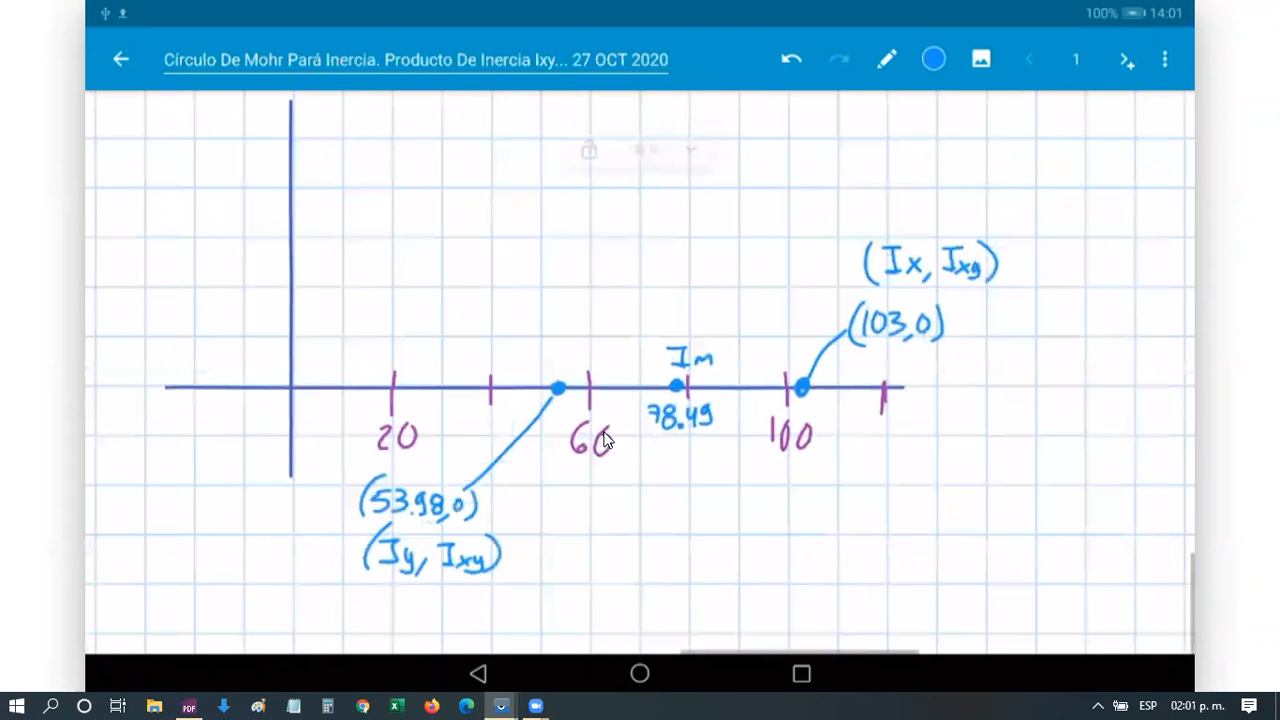 100% 14:01
Círculo De Mohr Pará Inercia. Producto De Inercia Ixy... 27 OCT 2020
1
(Ix, Ixy)
(103,0)
Im
78.49
20
60
100
(53.98,0)
(Iy, Ixy)
ESP 02:01 p. m.